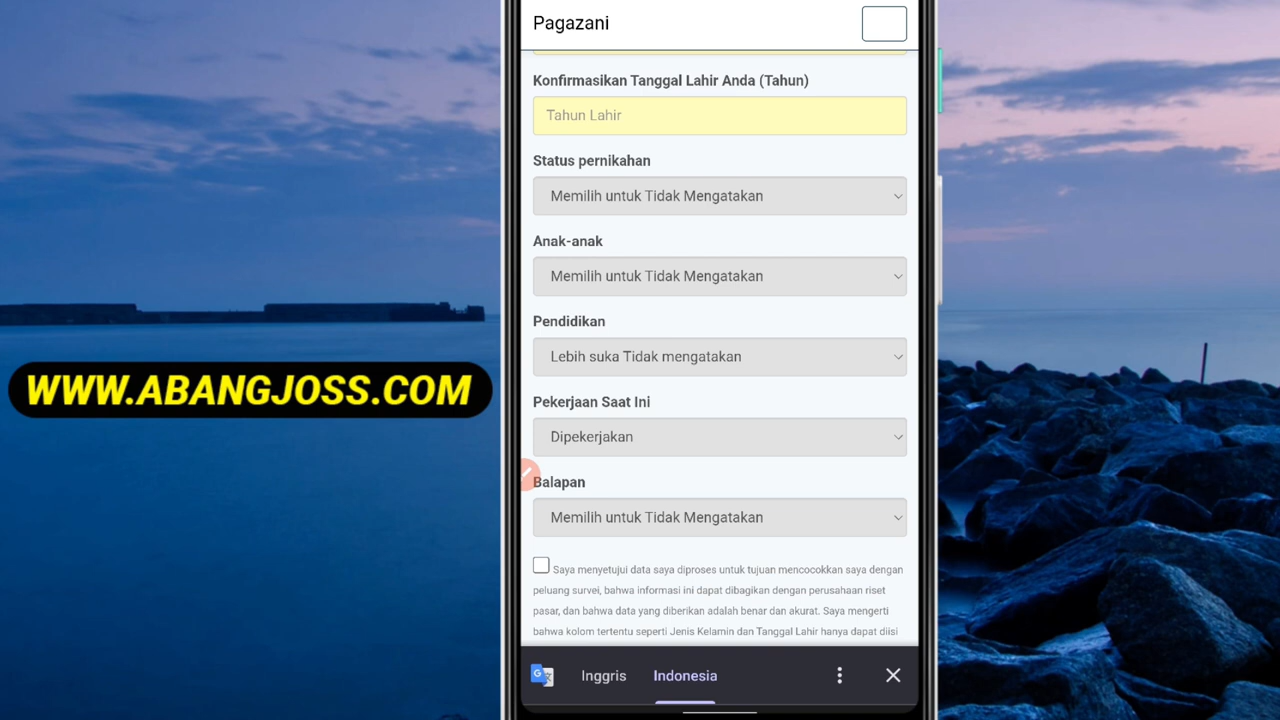 Pagazani
Konfirmasikan Tanggal Lahir Anda (Tahun)
Tahun Lahir
Status pernikahan
Memilih untuk Tidak Mengatakan
Anak-anak
Memilih untuk Tidak Mengatakan
Pendidikan
Lebih suka Tidak mengatakan
Pekerjaan Saat Ini
Dipekerjakan
Balapan
Memilih untuk Tidak Mengatakan
Saya menyetujui data saya diproses untuk tujuan mencocokkan saya dengan
peluang survei, bahwa informasi ini dapat dibagikan dengan perusahaan riset
pasar, dan bahwa data yang diberikan adalah benar dan akurat. Saya mengerti
bahwa kolom tertentu seperti Jenis Kelamin dan Tanggal Lahir hanya dapat diisi
Inggris Indonesia
WWW.ABANGJOSS.COM